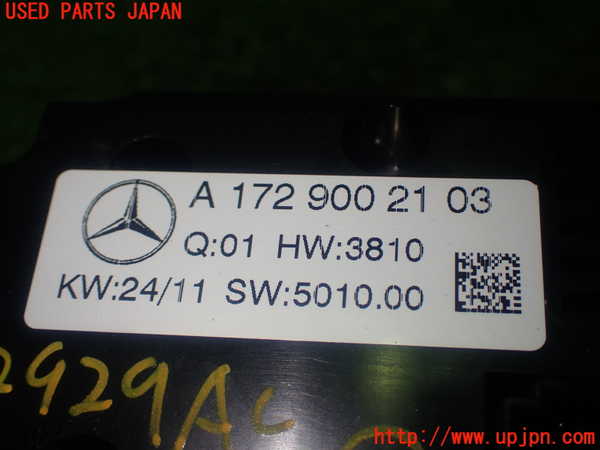 USED PARTS JAPAN
A 172 900 21 03
Q:01 HW:3810
KW:24/11 SW:5010.00
2929AC
http://www.upjpn.com/